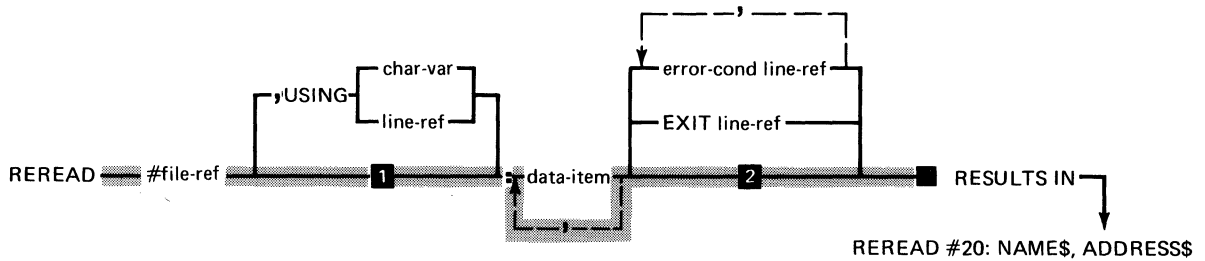 ,
char-var
error-cond line-ref
,USING
line-ref
EXIT line-ref
REREAD #file-ref 1 : data-item 2 RESULTS IN
,
REREAD #20: NAME$, ADDRESS$